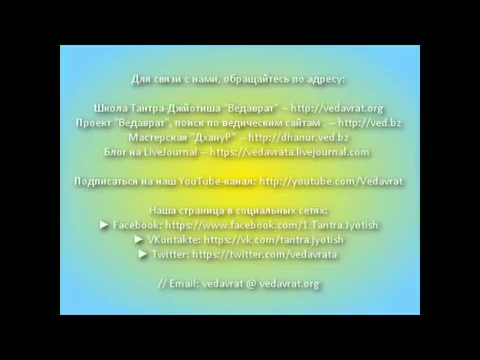 Для связи с нами, обращайтесь по адресу:
Школа Тантра-Джйотиша "Ведаврат" – http://vedavrat.org
Проект "Ведаврат", поиск по ведическим сайтам . – http://ved.bz
Мастерская "ДхануР" – http://dhanur.ved.bz
Блог на LiveJournal – https://vedavrata.livejournal.com
Подписаться на наш YouTube-канал: http://youtube.com/Vedavrat
Наша страница в социальных сетях:
► Facebook: https://www.facebook.com/1.Tantra.Jyotish
► VKontakte: https://vk.com/tantra.jyotish
► Twitter: https://twitter.com/vedavrata
// Email: vedavrat @ vedavrat.org